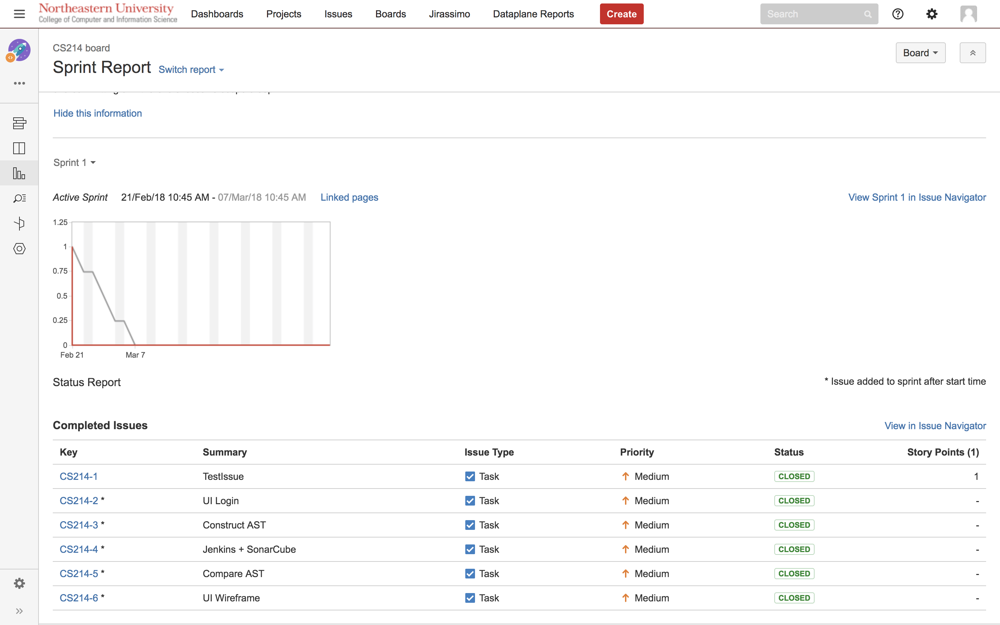 Northeastern University
College of Computer and Information Science
Dashboards
Projects
Issues
Boards
Jirassimo
Dataplane Reports
Create
Search
CS214 board
Sprint Report
Switch report
Board
Hide this information
Sprint 1
Active Sprint 21/Feb/18 10:45 AM - 07/Mar/18 10:45 AM Linked pages
View Sprint 1 in Issue Navigator
1.25
1
0.75
0.5
0.25
0
Feb 21 Mar 7
Status Report
* Issue added to sprint after start time
Completed Issues
View in Issue Navigator
Key Summary Issue Type Priority Status Story Points (1)
CS214-1 TestIssue Task Medium CLOSED 1
CS214-2 * UI Login Task Medium CLOSED -
CS214-3 * Construct AST Task Medium CLOSED -
CS214-4 * Jenkins + SonarCube Task Medium CLOSED -
CS214-5 * Compare AST Task Medium CLOSED -
CS214-6 * UI Wireframe Task Medium CLOSED -